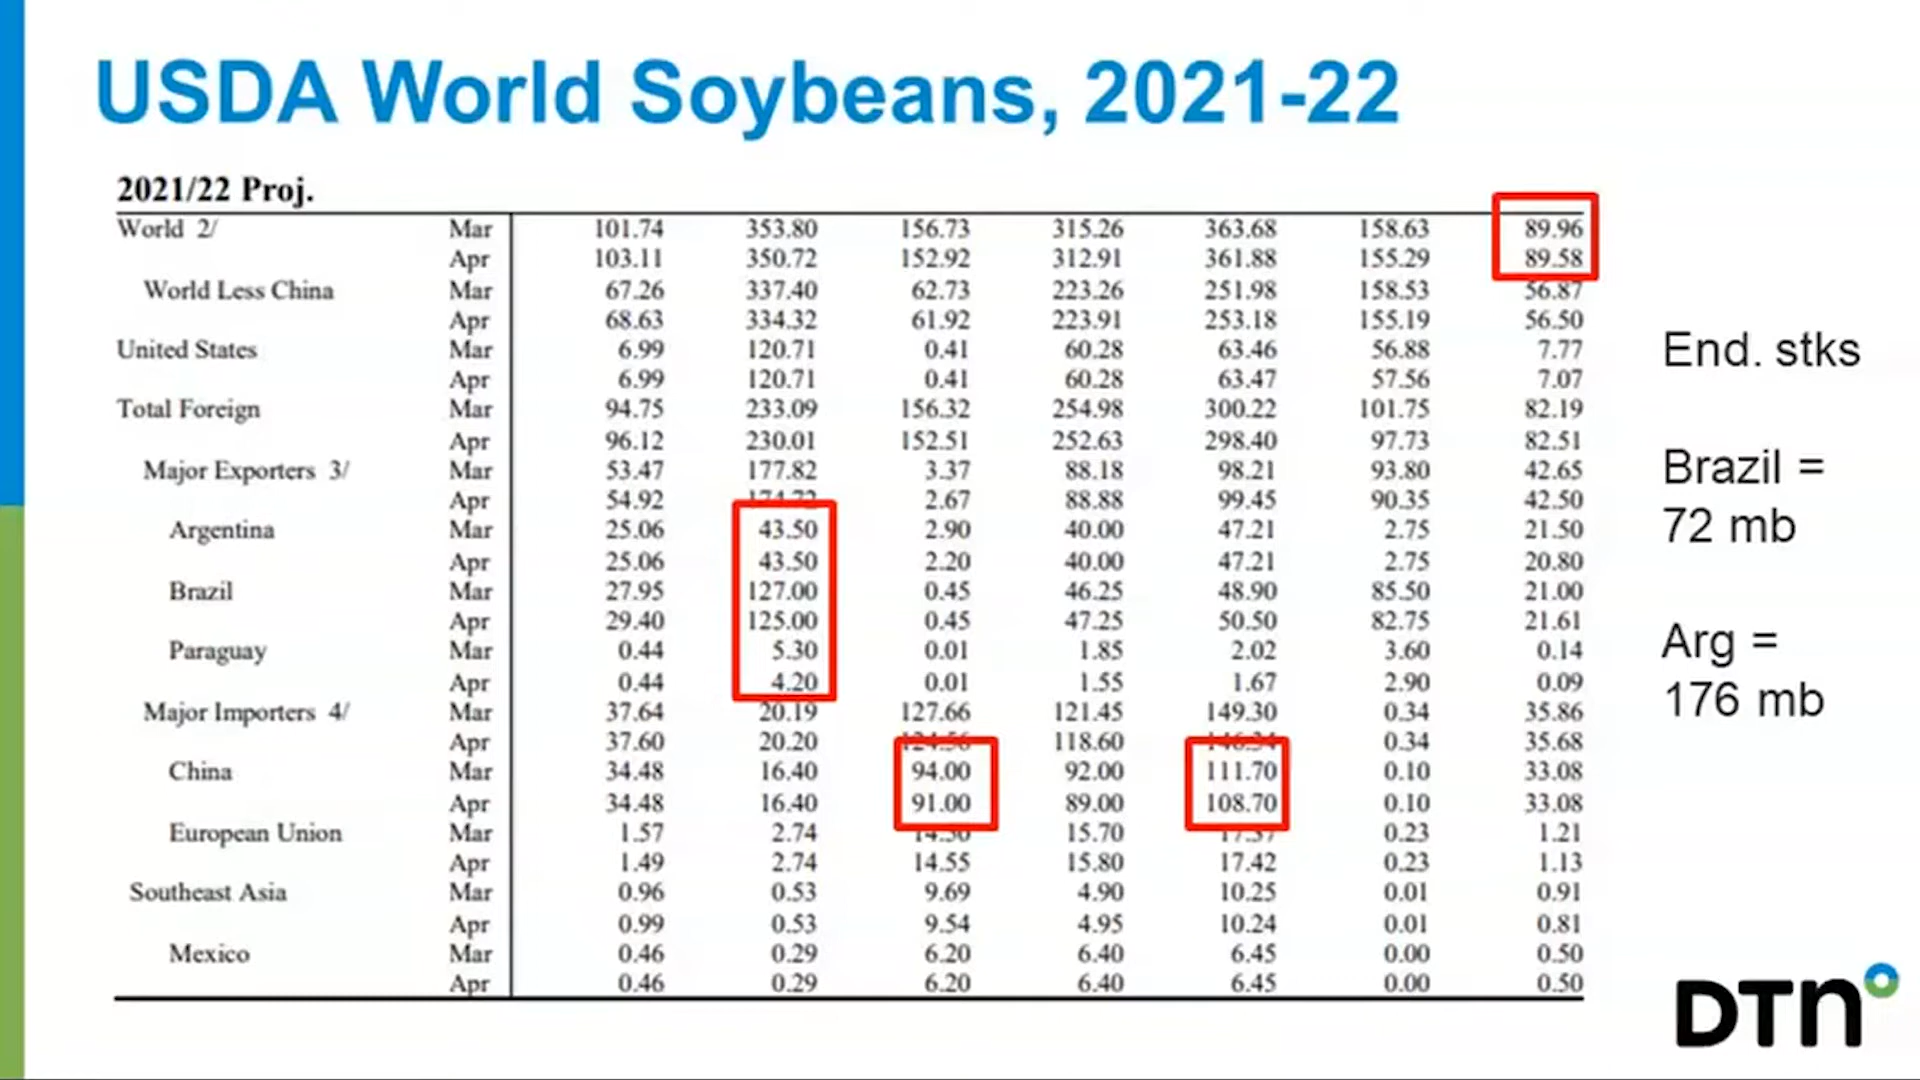 USDA World Soybeans, 2021-22
2021/22 Proj.
World 2/ Mar 101.74 353.80 156.73 315.26 363.68 158.63 89.96
Apr 103.11 350.72 152.92 312.91 361.88 155.29 89.58
World Less China Mar 67.26 337.40 62.73 223.26 251.98 158.53 56.87
Apr 68.63 334.32 61.92 223.91 253.18 155.19 56.50
United States Mar 6.99 120.71 0.41 60.28 63.46 56.88 7.77
Apr 6.99 120.71 0.41 60.28 63.47 57.56 7.07
Total Foreign Mar 94.75 233.09 156.32 254.98 300.22 101.75 82.19
Apr 96.12 230.01 152.51 252.63 298.40 97.73 82.51
Major Exporters 3/ Mar 53.47 177.82 3.37 88.18 98.21 93.80 42.65
Apr 54.92 174.72 2.67 88.88 99.45 90.35 42.50
Argentina Mar 25.06 43.50 2.90 40.00 47.21 2.75 21.50
Apr 25.06 43.50 2.20 40.00 47.21 2.75 20.80
Brazil Mar 27.95 127.00 0.45 46.25 48.90 85.50 21.00
Apr 29.40 125.00 0.45 47.25 50.50 82.75 21.61
Paraguay Mar 0.44 5.30 0.01 1.85 2.02 3.60 0.14
Apr 0.44 4.20 0.01 1.55 1.67 2.90 0.09
Major Importers 4/ Mar 37.64 20.19 127.66 121.45 149.30 0.34 35.86
Apr 37.60 20.20 124.56 118.60 146.34 0.34 35.68
China Mar 34.48 16.40 94.00 92.00 111.70 0.10 33.08
Apr 34.48 16.40 91.00 89.00 108.70 0.10 33.08
European Union Mar 1.57 2.74 14.50 15.70 17.37 0.23 1.21
Apr 1.49 2.74 14.55 15.80 17.42 0.23 1.13
Southeast Asia Mar 0.96 0.53 9.69 4.90 10.25 0.01 0.91
Apr 0.99 0.53 9.54 4.95 10.24 0.01 0.81
Mexico Mar 0.46 0.29 6.20 6.40 6.45 0.00 0.50
Apr 0.46 0.29 6.20 6.40 6.45 0.00 0.50
End. stks
Brazil =
72 mb
Arg =
176 mb
DTN